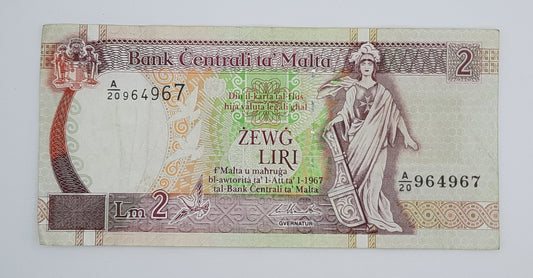 Bank Ċentrali ta' Malta
2
A/20 964967
Din il-karta tal-flus
hija valuta legali għal
ŻEWĠ
LIRI
f'Malta u maħruġa
bl-awtorità ta' l-Att ta' l-1967
tal-Bank Ċentrali ta' Malta
A/20 964967
Lm 2
GVERNATUR